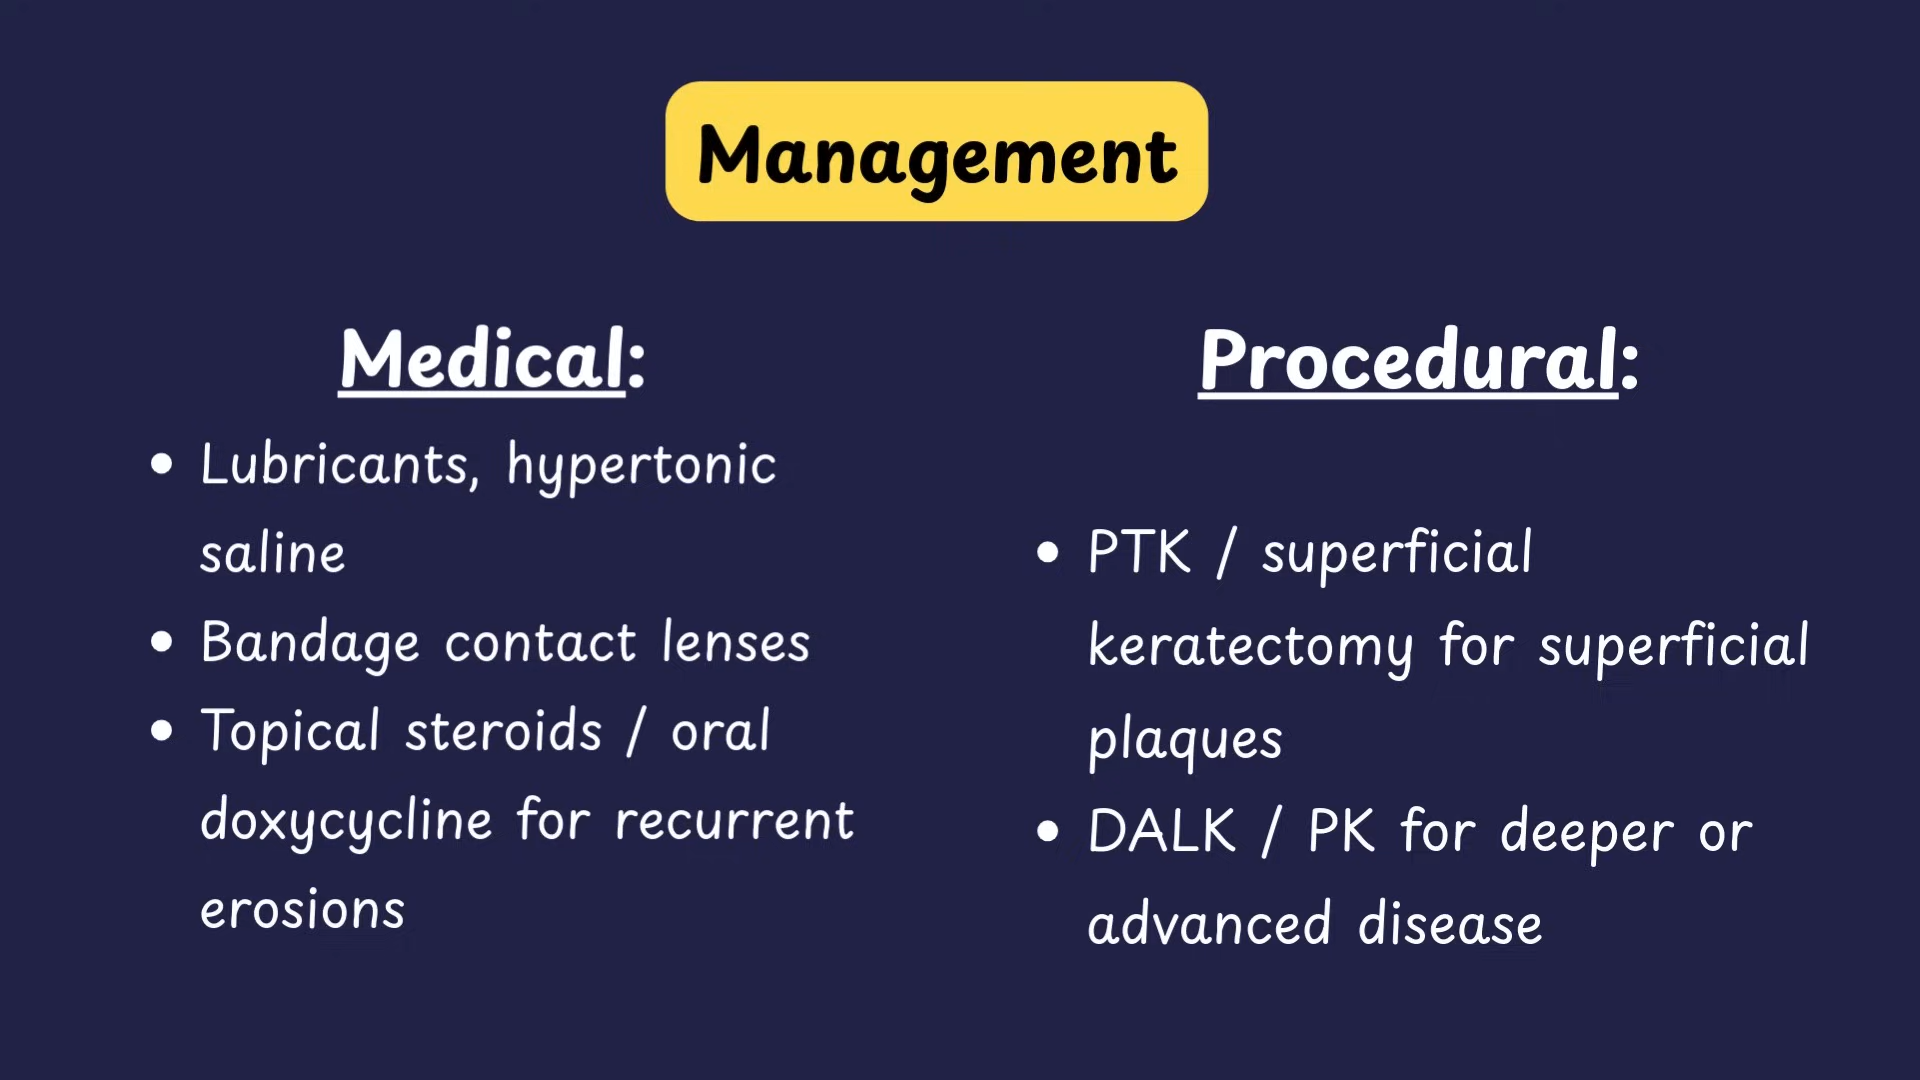 Management
Medical:
• Lubricants, hypertonic
saline
• Bandage contact lenses
• Topical steroids / oral
doxycycline for recurrent
erosions
Procedural:
• PTK / superficial
keratectomy for superficial
plaques
• DALK / PK for deeper or
advanced disease